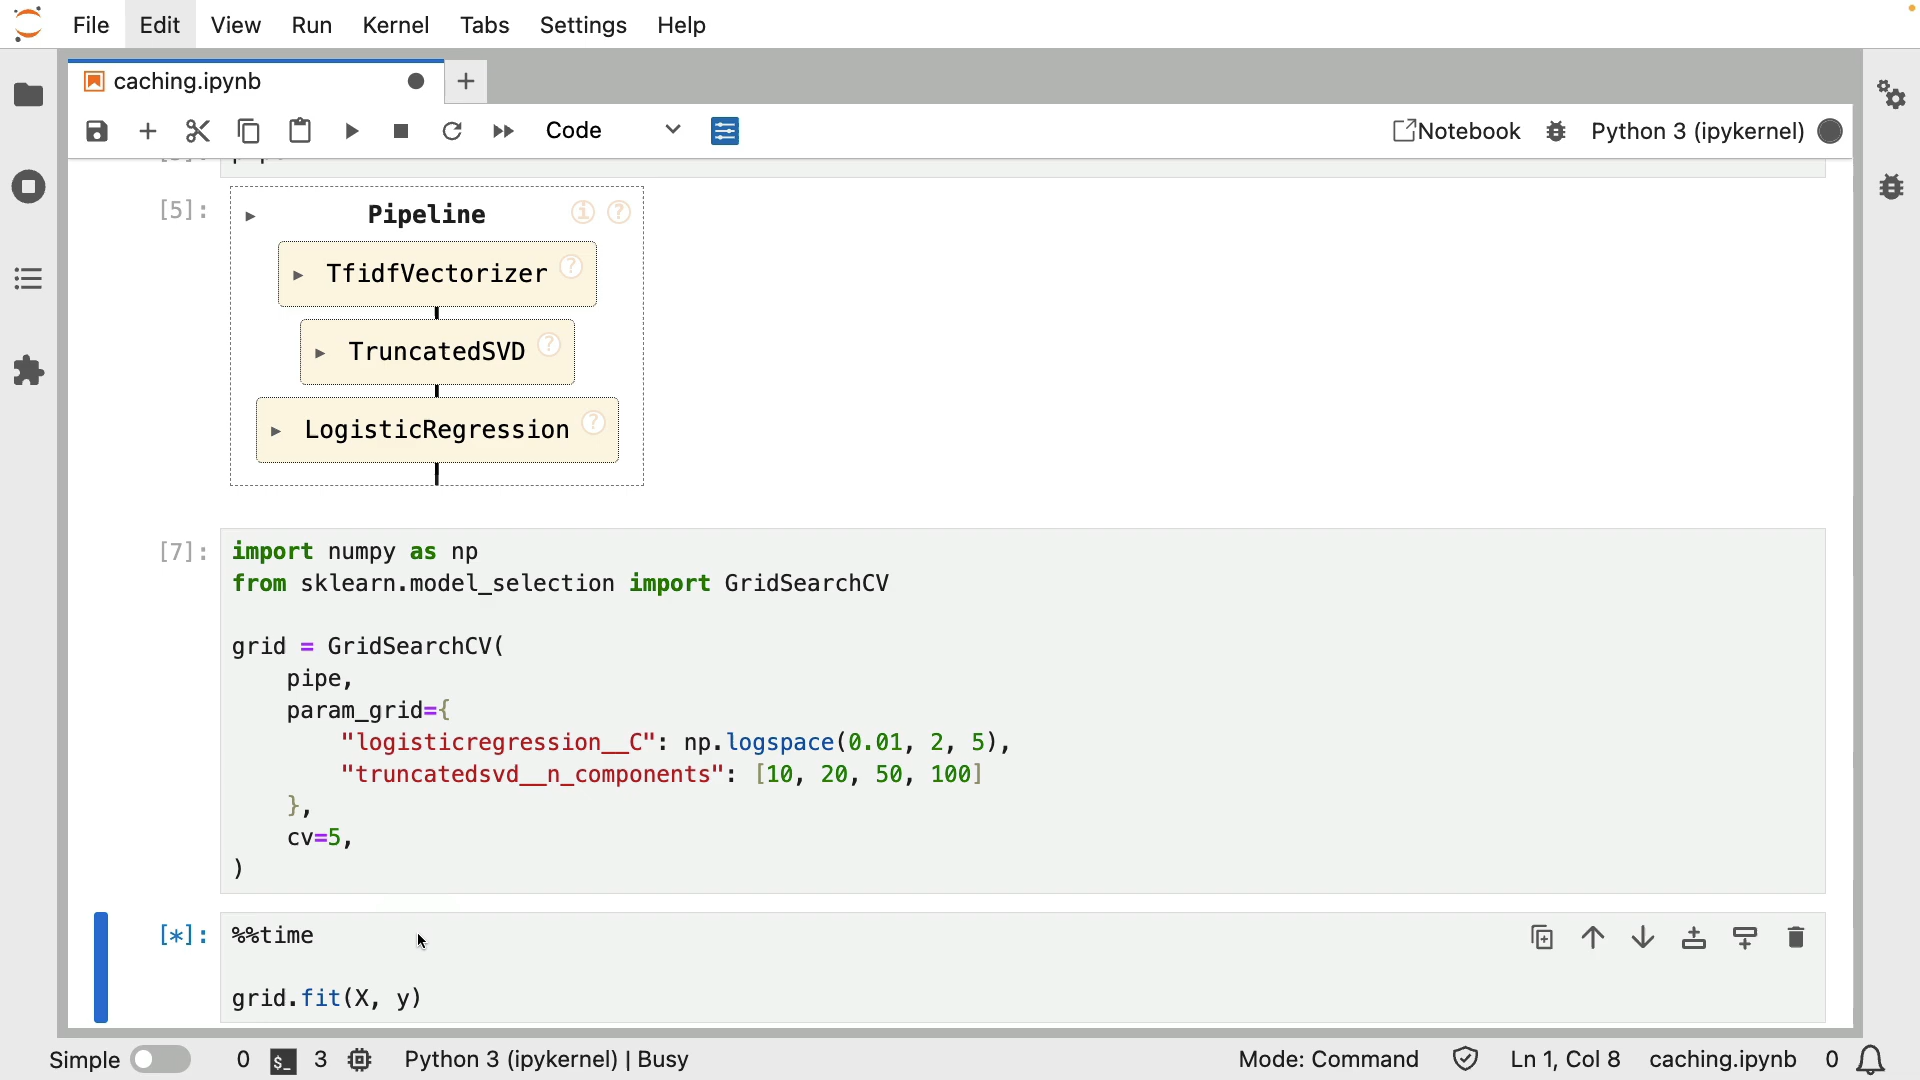 File Edit View Run Kernel Tabs Settings Help
caching.ipynb
Code Notebook Python 3 (ipykernel)
[5]:
Pipeline i ?
TfidfVectorizer ?
TruncatedSVD ?
LogisticRegression ?
[7]:
import numpy as np
from sklearn.model_selection import GridSearchCV
grid = GridSearchCV(
pipe,
param_grid={
"logisticregression__C": np.logspace(0.01, 2, 5),
"truncatedsvd__n_components": [10, 20, 50, 100]
},
cv=5,
)
[*]: %%time
grid.fit(X, y)
Simple 0 $_ 3 Python 3 (ipykernel) | Busy Mode: Command Ln 1, Col 8 caching.ipynb 0